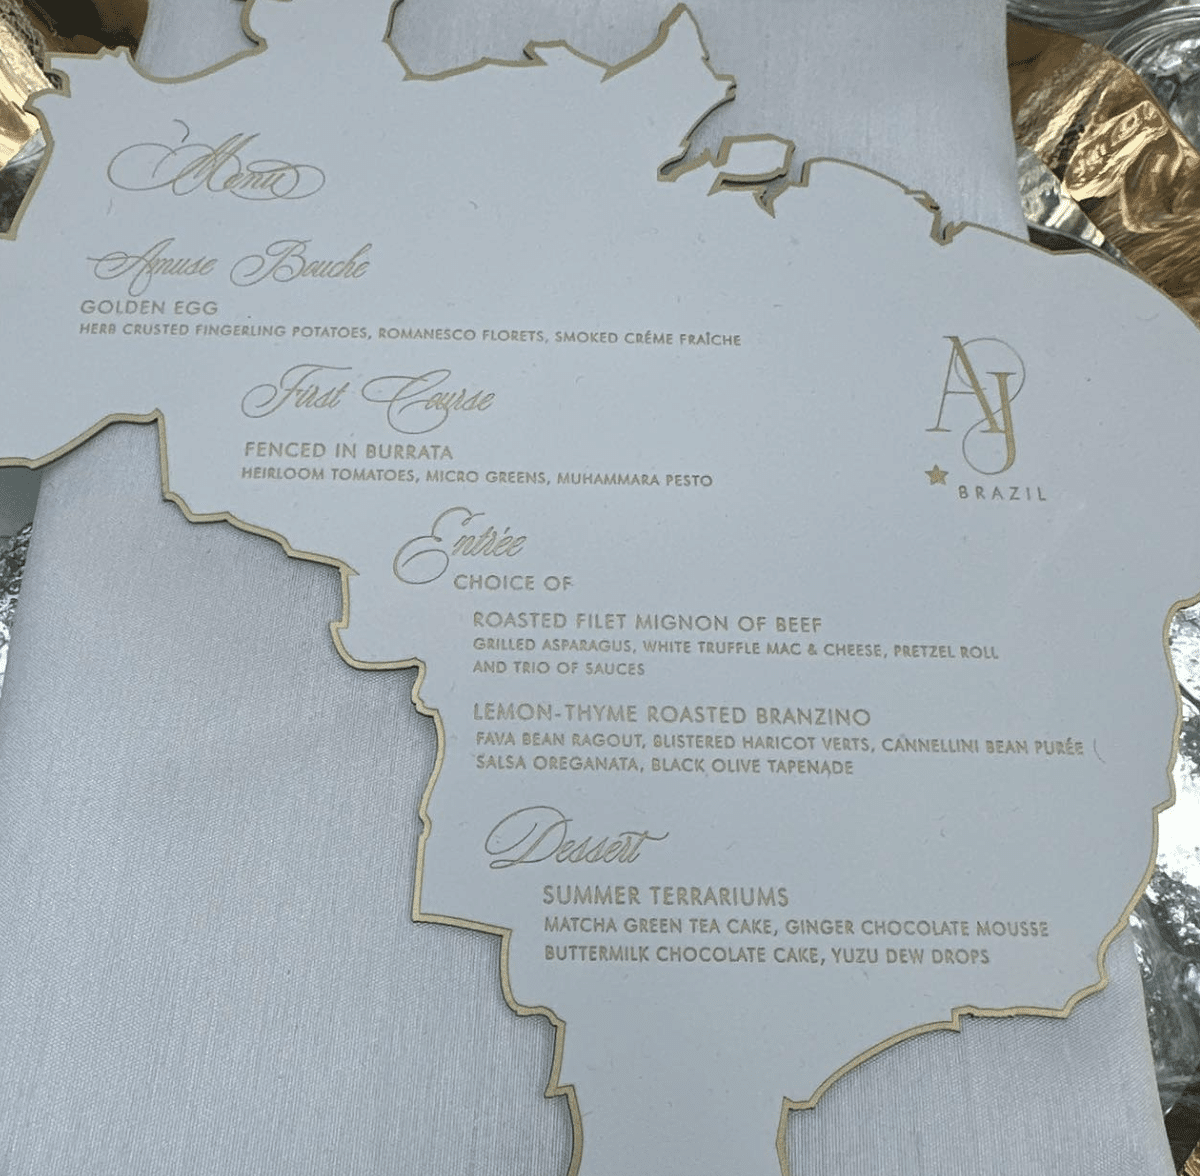 Menu
Amuse Bouche
GOLDEN EGG
HERB CRUSTED FINGERLING POTATOES, ROMANESCO FLORETS, SMOKED CRÉME FRAÎCHE
First Course
FENCED IN BURRATA
HEIRLOOM TOMATOES, MICRO GREENS, MUHAMMARA PESTO
AJ
BRAZIL
Entrée
CHOICE OF
ROASTED FILET MIGNON OF BEEF
GRILLED ASPARAGUS, WHITE TRUFFLE MAC & CHEESE, PRETZEL ROLL
AND TRIO OF SAUCES
LEMON-THYME ROASTED BRANZINO
FAVA BEAN RAGOUT, BLISTERED HARICOT VERTS, CANNELLINI BEAN PURÉE
SALSA OREGANATA, BLACK OLIVE TAPENADE
Dessert
SUMMER TERRARIUMS
MATCHA GREEN TEA CAKE, GINGER CHOCOLATE MOUSSE
BUTTERMILK CHOCOLATE CAKE, YUZU DEW DROPS